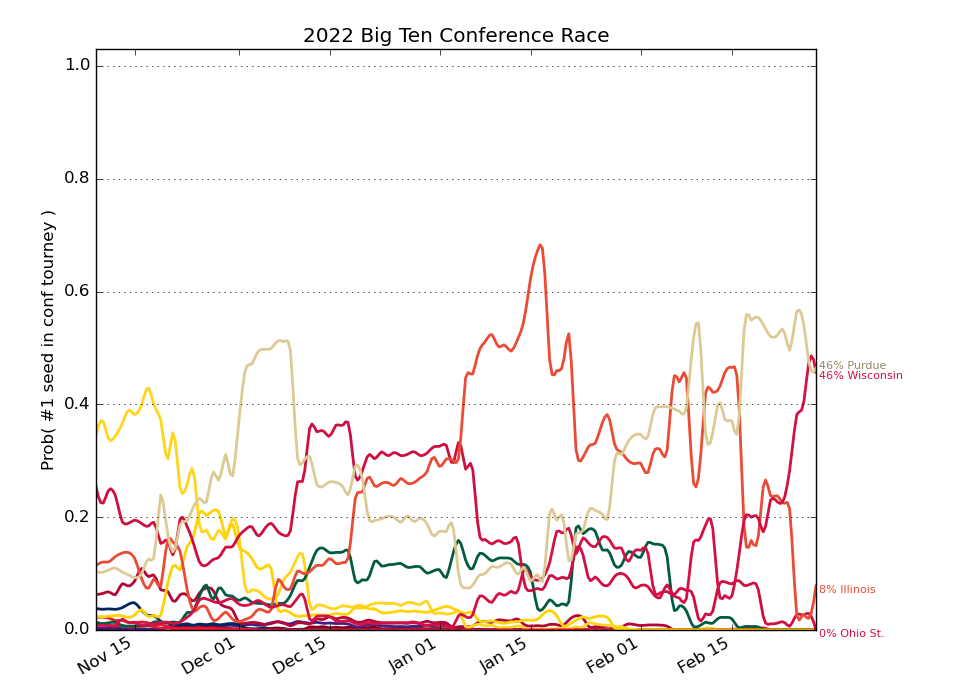 2022 Big Ten Conference Race
Prob( #1 seed in conf tourney )
1.0
0.8
0.6
0.4
0.2
0.0
46% Purdue
46% Wisconsin
8% Illinois
0% Ohio St.
Nov 15
Dec 01
Dec 15
Jan 01
Jan 15
Feb 01
Feb 15